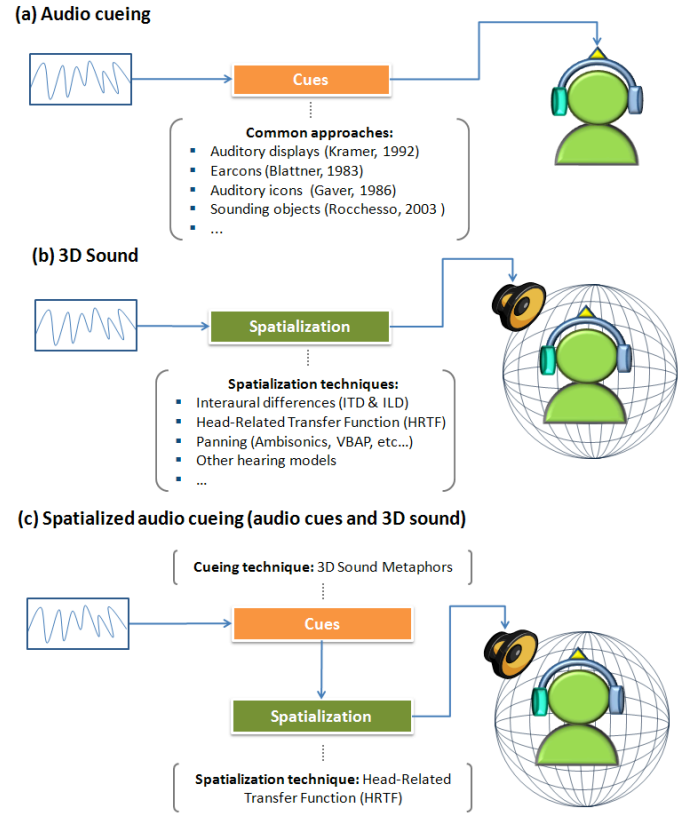 (a) Audio cueing
Cues
Common approaches:
▪ Auditory displays (Kramer, 1992)
▪ Earcons (Blattner, 1983)
▪ Auditory icons (Gaver, 1986)
▪ Sounding objects (Rocchesso, 2003 )
▪ ...
(b) 3D Sound
Spatialization
Spatialization techniques:
▪ Interaural differences (ITD & ILD)
▪ Head-Related Transfer Function (HRTF)
▪ Panning (Ambisonics, VBAP, etc...)
▪ Other hearing models
▪ ...
(c) Spatialized audio cueing (audio cues and 3D sound)
Cueing technique: 3D Sound Metaphors
Cues
Spatialization
Spatialization technique: Head-Related
Transfer Function (HRTF)